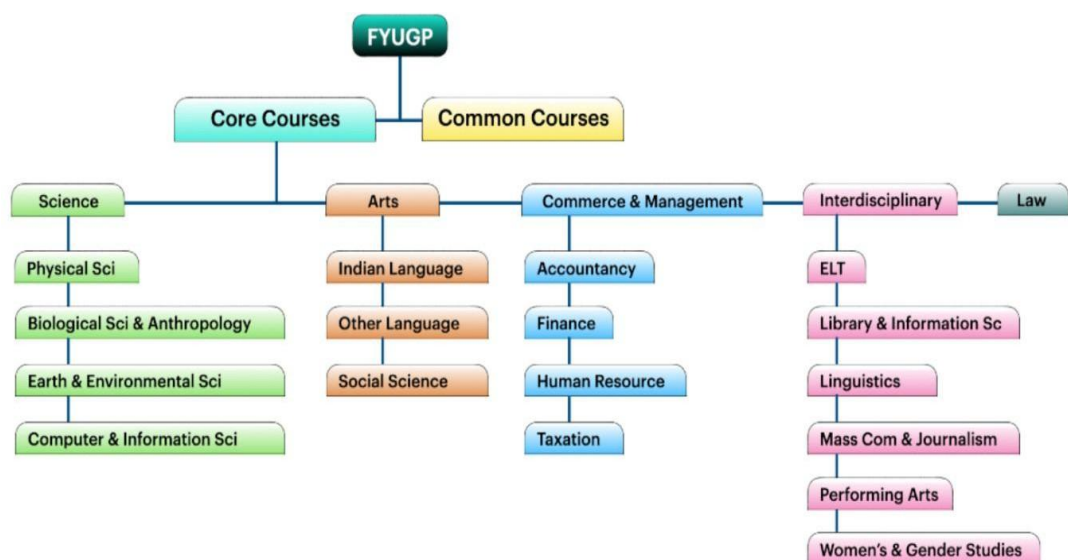 FYUGP
Core Courses
Common Courses
Science
Arts
Commerce & Management
Interdisciplinary
Law
Physical Sci
Indian Language
Accountancy
ELT
Biological Sci & Anthropology
Other Language
Finance
Library & Information Sc
Earth & Environmental Sci
Social Science
Human Resource
Linguistics
Computer & Information Sci
Taxation
Mass Com & Journalism
Performing Arts
Women's & Gender Studies